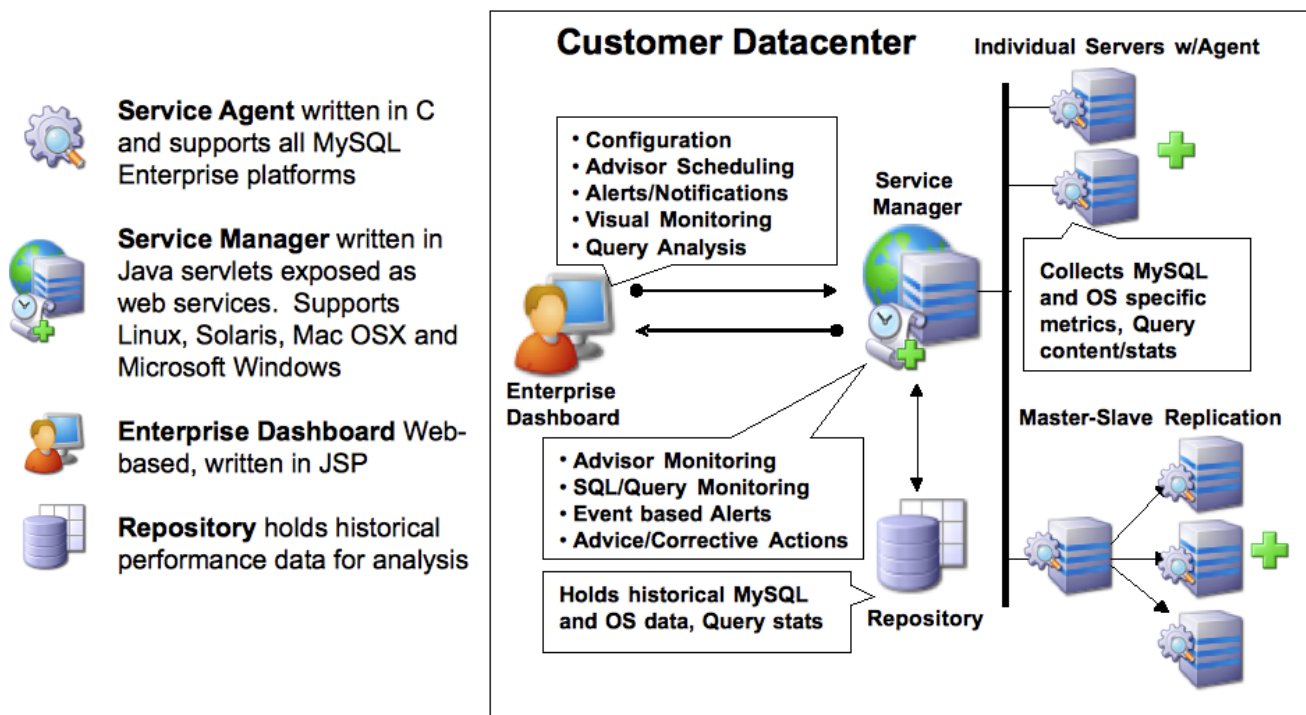 Service Agent written in C
and supports all MySQL
Enterprise platforms
Service Manager written in
Java servlets exposed as
web services. Supports
Linux, Solaris, Mac OSX and
Microsoft Windows
Enterprise Dashboard Web-
based, written in JSP
Repository holds historical
performance data for analysis
Customer Datacenter
• Configuration
• Advisor Scheduling
• Alerts/Notifications
• Visual Monitoring
• Query Analysis
Enterprise
Dashboard
Service
Manager
• Advisor Monitoring
• SQL/Query Monitoring
• Event based Alerts
• Advice/Corrective Actions
Holds historical MySQL
and OS data, Query stats
Repository
Individual Servers w/Agent
Collects MySQL
and OS specific
metrics, Query
content/stats
Master-Slave Replication